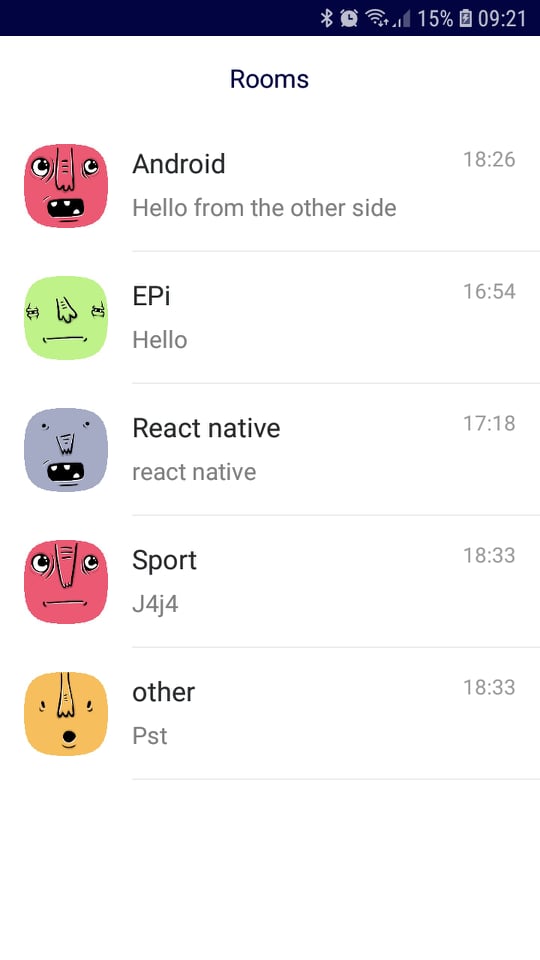 15% 09:21
Rooms
Android 18:26
Hello from the other side
EPi 16:54
Hello
React native 17:18
react native
Sport 18:33
J4j4
other 18:33
Pst